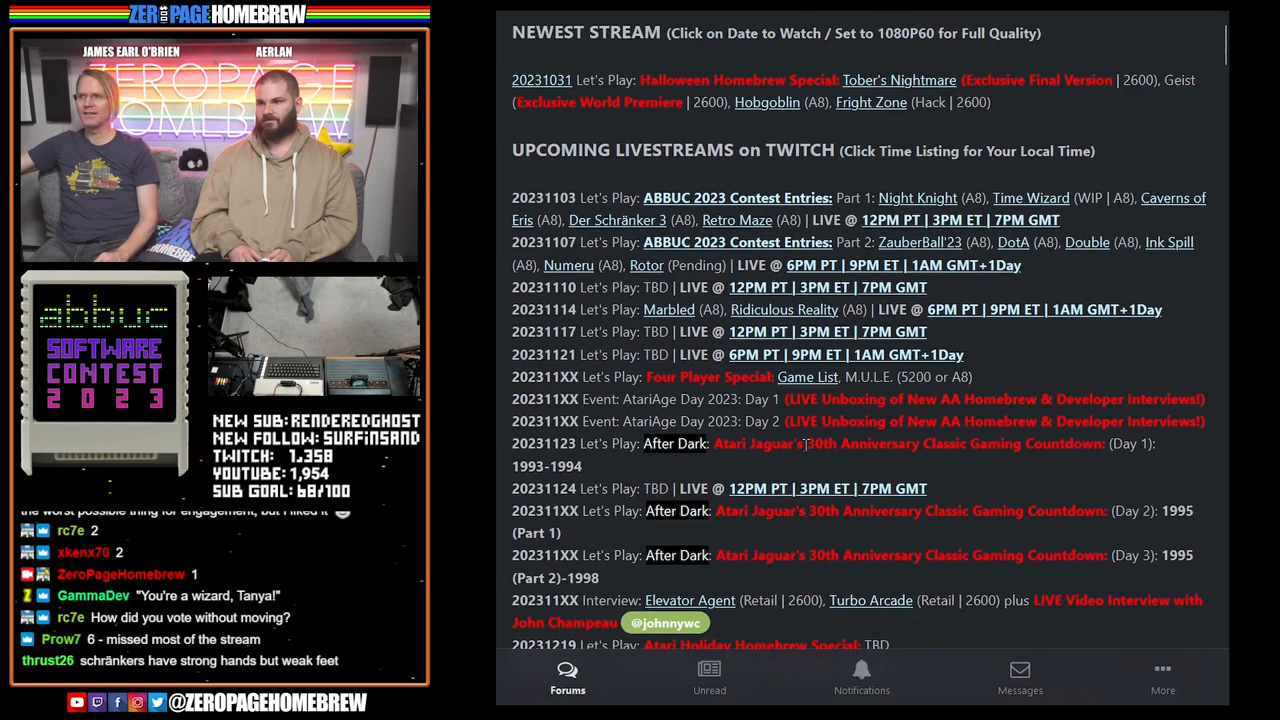 ZEROPAGEHOMEBREW
JAMES EARL O'BRIEN
AERLAN
ZEROPAGE
HOMEBREW
abbuc
SOFTWARE
CONTEST
2023
NEW SUB: RENDEREDGHOST
NEW FOLLOW: SURFINSAND
TWITCH: 1,358
YOUTUBE: 1,954
SUB GOAL: 68/100
the worst possible thing for engagement, but I liked it
rc7e 2
xkenx70 2
ZeroPageHomebrew 1
GammaDev "You're a wizard, Tanya!"
rc7e How did you vote without moving?
Prow7 6 - missed most of the stream
thrust26 schränkers have strong hands but weak feet
@ZEROPAGEHOMEBREW
NEWEST STREAM (Click on Date to Watch / Set to 1080P60 for Full Quality)
20231031 Let's Play: Halloween Homebrew Special: Tober's Nightmare (Exclusive Final Version | 2600), Geist
(Exclusive World Premiere | 2600), Hobgoblin (A8), Fright Zone (Hack | 2600)
UPCOMING LIVESTREAMS on TWITCH (Click Time Listing for Your Local Time)
20231103 Let's Play: ABBUC 2023 Contest Entries: Part 1: Night Knight (A8), Time Wizard (WIP | A8), Caverns of
Eris (A8), Der Schränker 3 (A8), Retro Maze (A8) | LIVE @ 12PM PT | 3PM ET | 7PM GMT
20231107 Let's Play: ABBUC 2023 Contest Entries: Part 2: ZauberBall'23 (A8), DotA (A8), Double (A8), Ink Spill
(A8), Numeru (A8), Rotor (Pending) | LIVE @ 6PM PT | 9PM ET | 1AM GMT+1Day
20231110 Let's Play: TBD | LIVE @ 12PM PT | 3PM ET | 7PM GMT
20231114 Let's Play: Marbled (A8), Ridiculous Reality (A8) | LIVE @ 6PM PT | 9PM ET | 1AM GMT+1Day
20231117 Let's Play: TBD | LIVE @ 12PM PT | 3PM ET | 7PM GMT
20231121 Let's Play: TBD | LIVE @ 6PM PT | 9PM ET | 1AM GMT+1Day
202311XX Let's Play: Four Player Special: Game List, M.U.L.E. (5200 or A8)
202311XX Event: AtariAge Day 2023: Day 1 (LIVE Unboxing of New AA Homebrew & Developer Interviews!)
202311XX Event: AtariAge Day 2023: Day 2 (LIVE Unboxing of New AA Homebrew & Developer Interviews!)
20231123 Let's Play: After Dark: Atari Jaguar's 30th Anniversary Classic Gaming Countdown: (Day 1):
1993-1994
20231124 Let's Play: TBD | LIVE @ 12PM PT | 3PM ET | 7PM GMT
202311XX Let's Play: After Dark: Atari Jaguar's 30th Anniversary Classic Gaming Countdown: (Day 2): 1995
(Part 1)
202311XX Let's Play: After Dark: Atari Jaguar's 30th Anniversary Classic Gaming Countdown: (Day 3): 1995
(Part 2)-1998
202311XX Interview: Elevator Agent (Retail | 2600), Turbo Arcade (Retail | 2600) plus LIVE Video Interview with
John Champeau @johnnywc
20231219 Let's Play: Atari Holiday Homebrew Special: TBD
Forums
Unread
Notifications
Messages
More